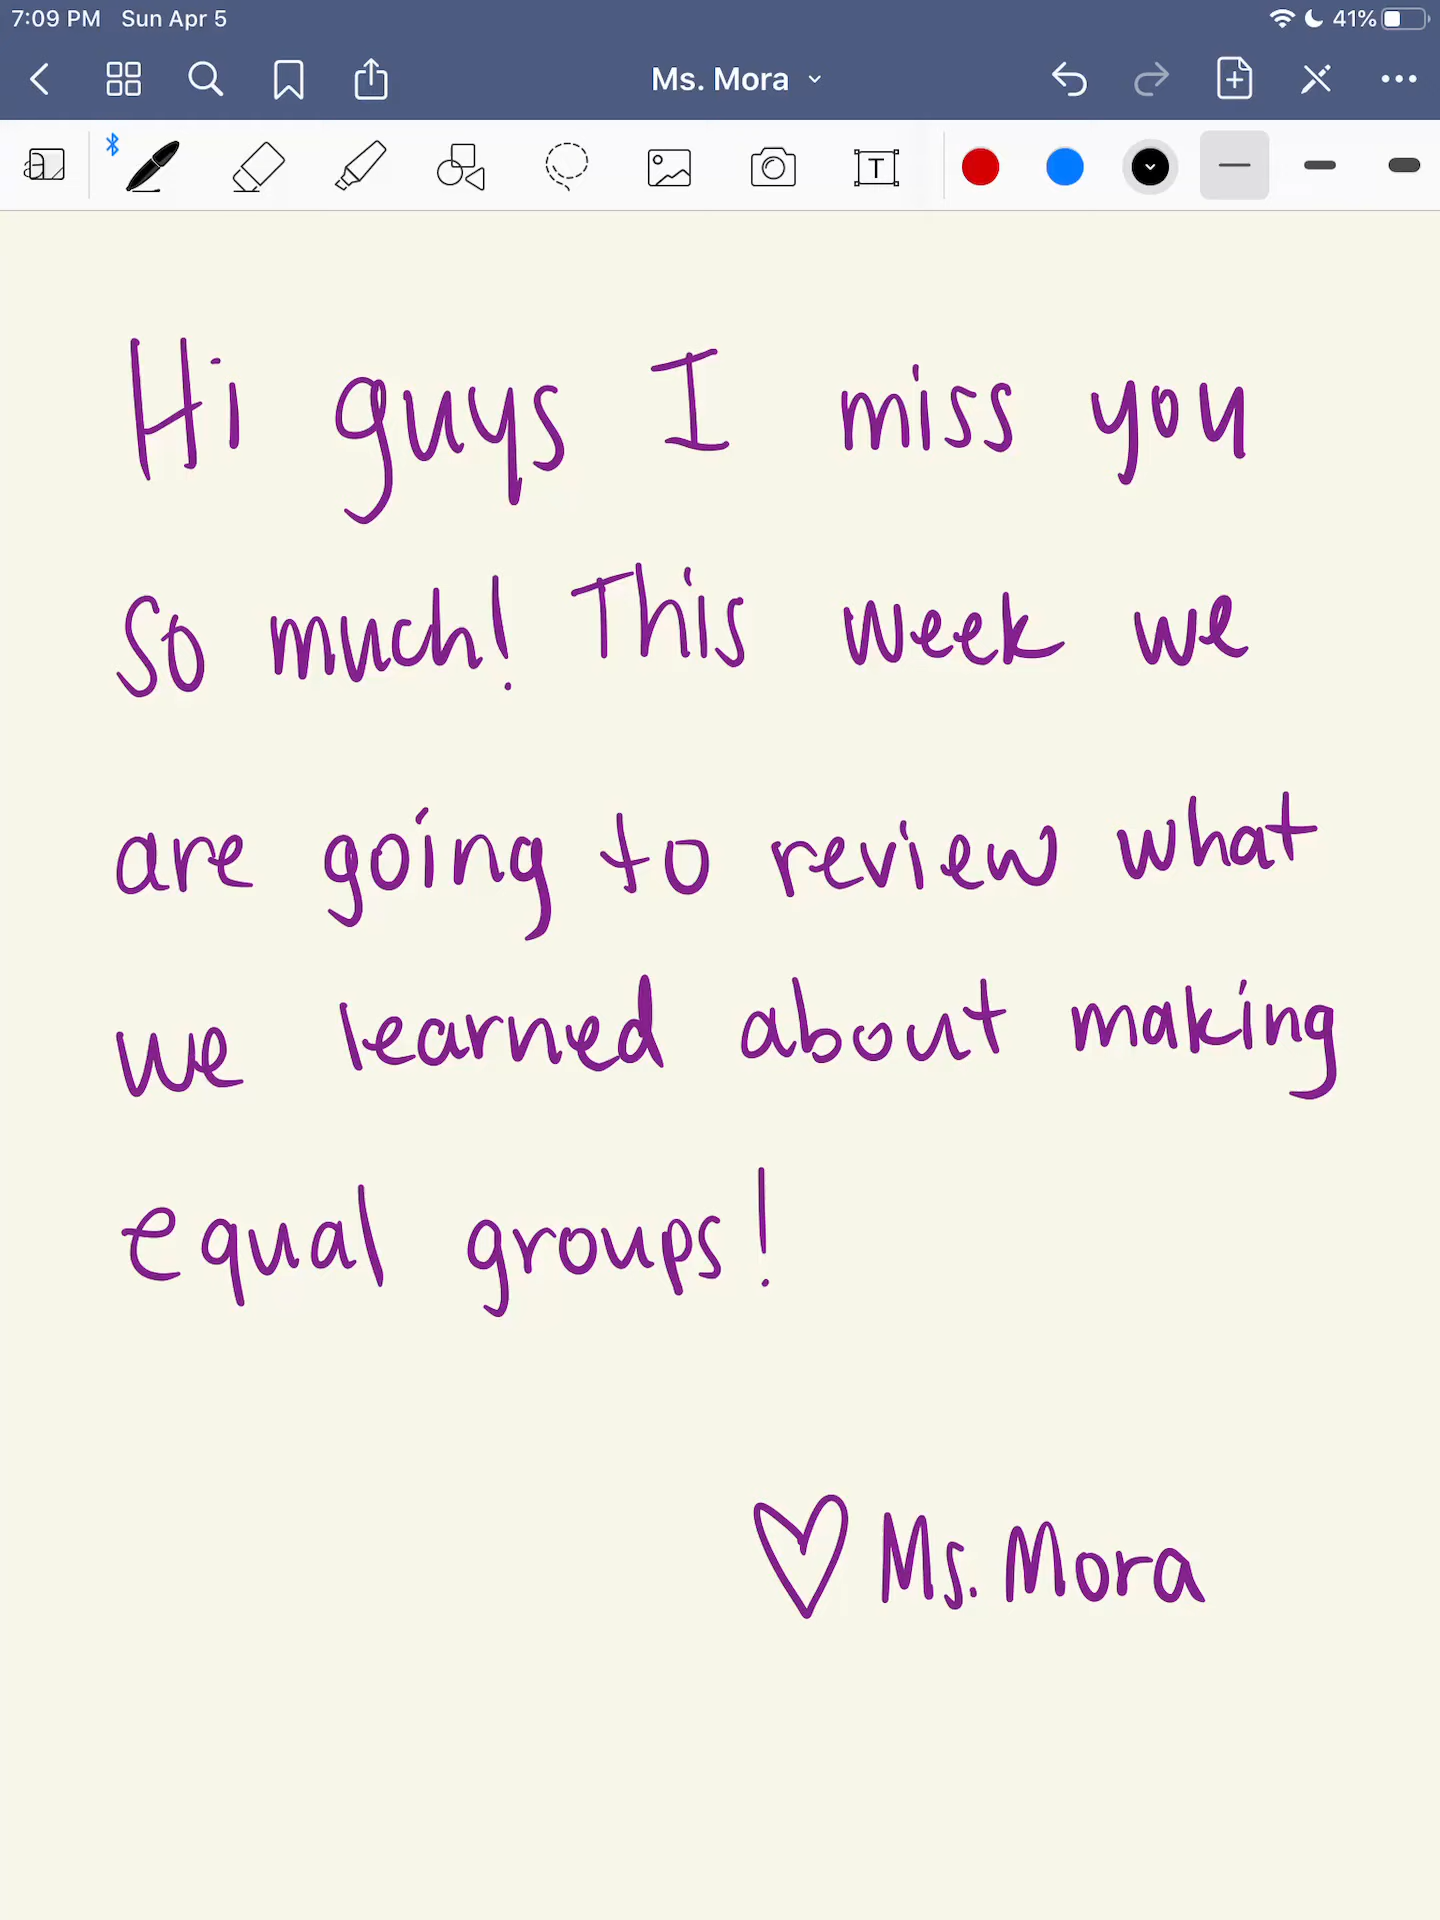 7:09 PM Sun Apr 5 41%
Ms. Mora
T
Hi guys I miss you
so much! This week we
are going to review what
we learned about making
equal groups!
♡ Ms. Mora